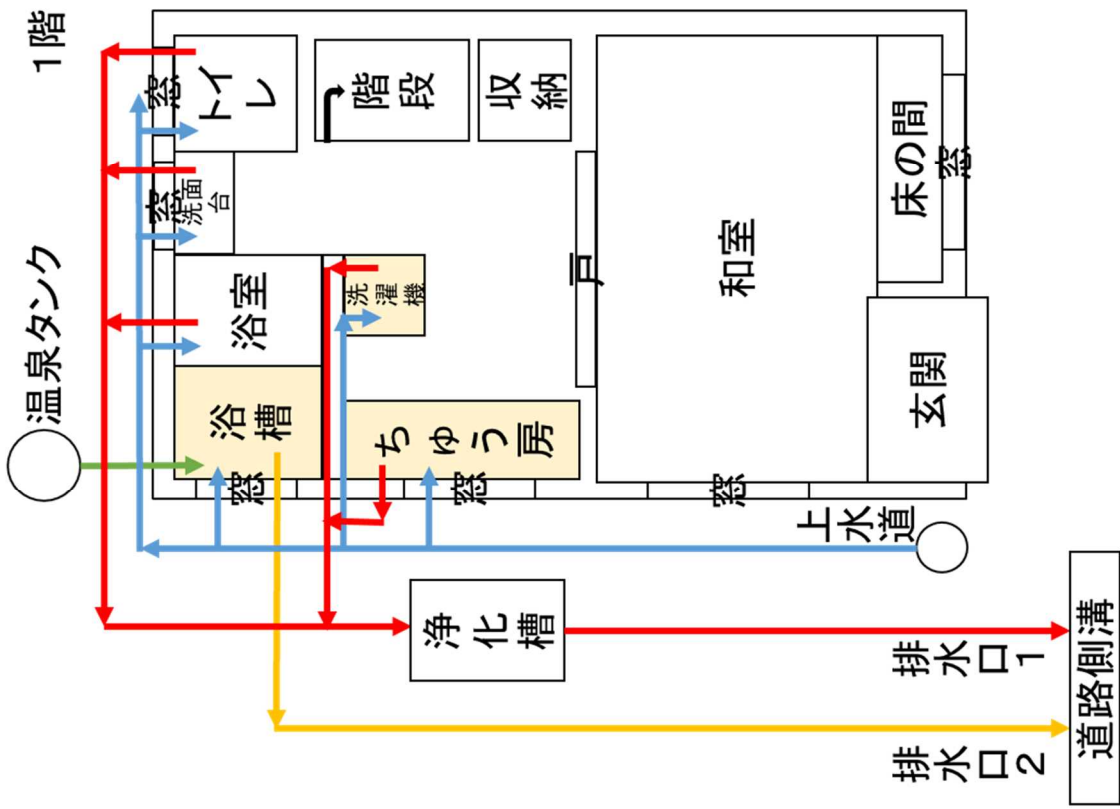 1階
温泉タンク
窓
トイレ
階段
収納
窓
洗面台
浴室
洗濯機
浴槽
ちゅう房
窓
窓
戸
和室
床の間
窓
玄関
窓
上水道
浄化槽
排水口1
排水口2
道路側溝